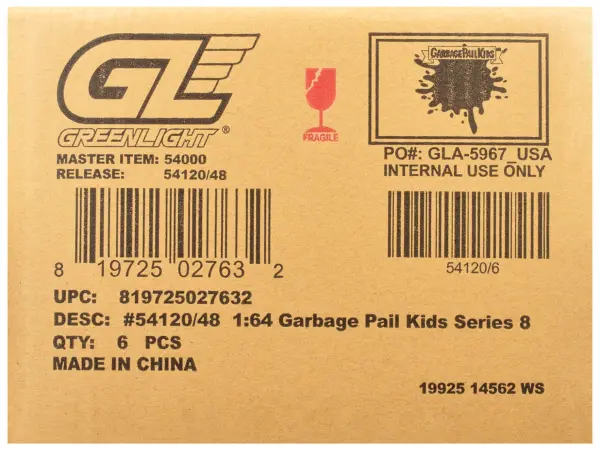 GL
GREENLIGHT®
MASTER ITEM: 54000
RELEASE: 54120/48
FRAGILE
GARBAGE PAIL KIDS
PO#: GLA-5967_USA
INTERNAL USE ONLY
8 19725 02763 2
54120/6
UPC: 819725027632
DESC: #54120/48 1:64 Garbage Pail Kids Series 8
QTY: 6 PCS
MADE IN CHINA
19925 14562 WS